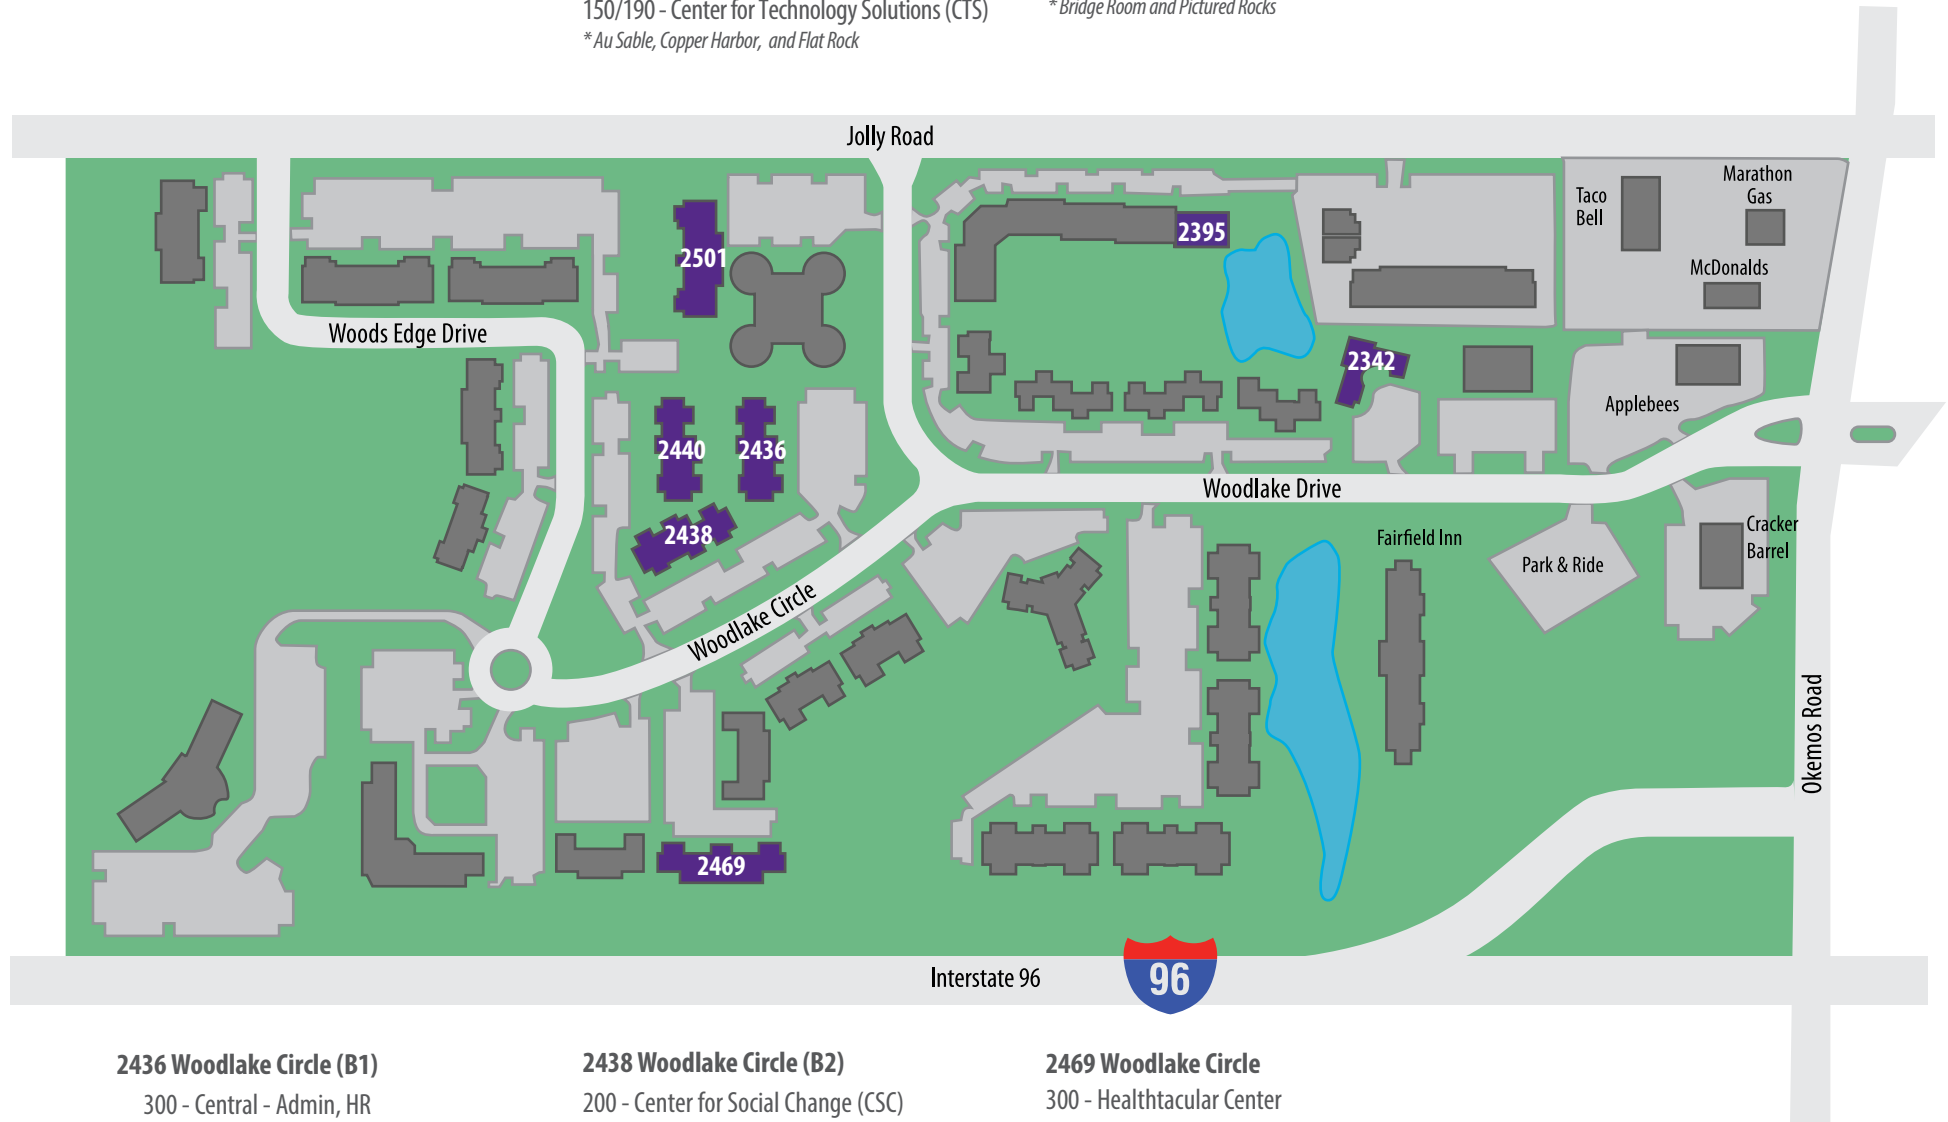 150/190 - Center for Technology Solutions (CTS)
* Au Sable, Copper Harbor, and Flat Rock
* Bridge Room and Pictured Rocks
Jolly Road
Taco
Bell
Marathon
Gas
McDonalds
2501
2395
Woods Edge Drive
2342
Applebees
2440
2436
2438
Woodlake Drive
Fairfield Inn
Park & Ride
Cracker
Barrel
Woodlake Circle
Okemos Road
2469
Interstate 96
96
2436 Woodlake Circle (B1)
300 - Central - Admin, HR
2438 Woodlake Circle (B2)
200 - Center for Social Change (CSC)
2469 Woodlake Circle
300 - Healthtacular Center